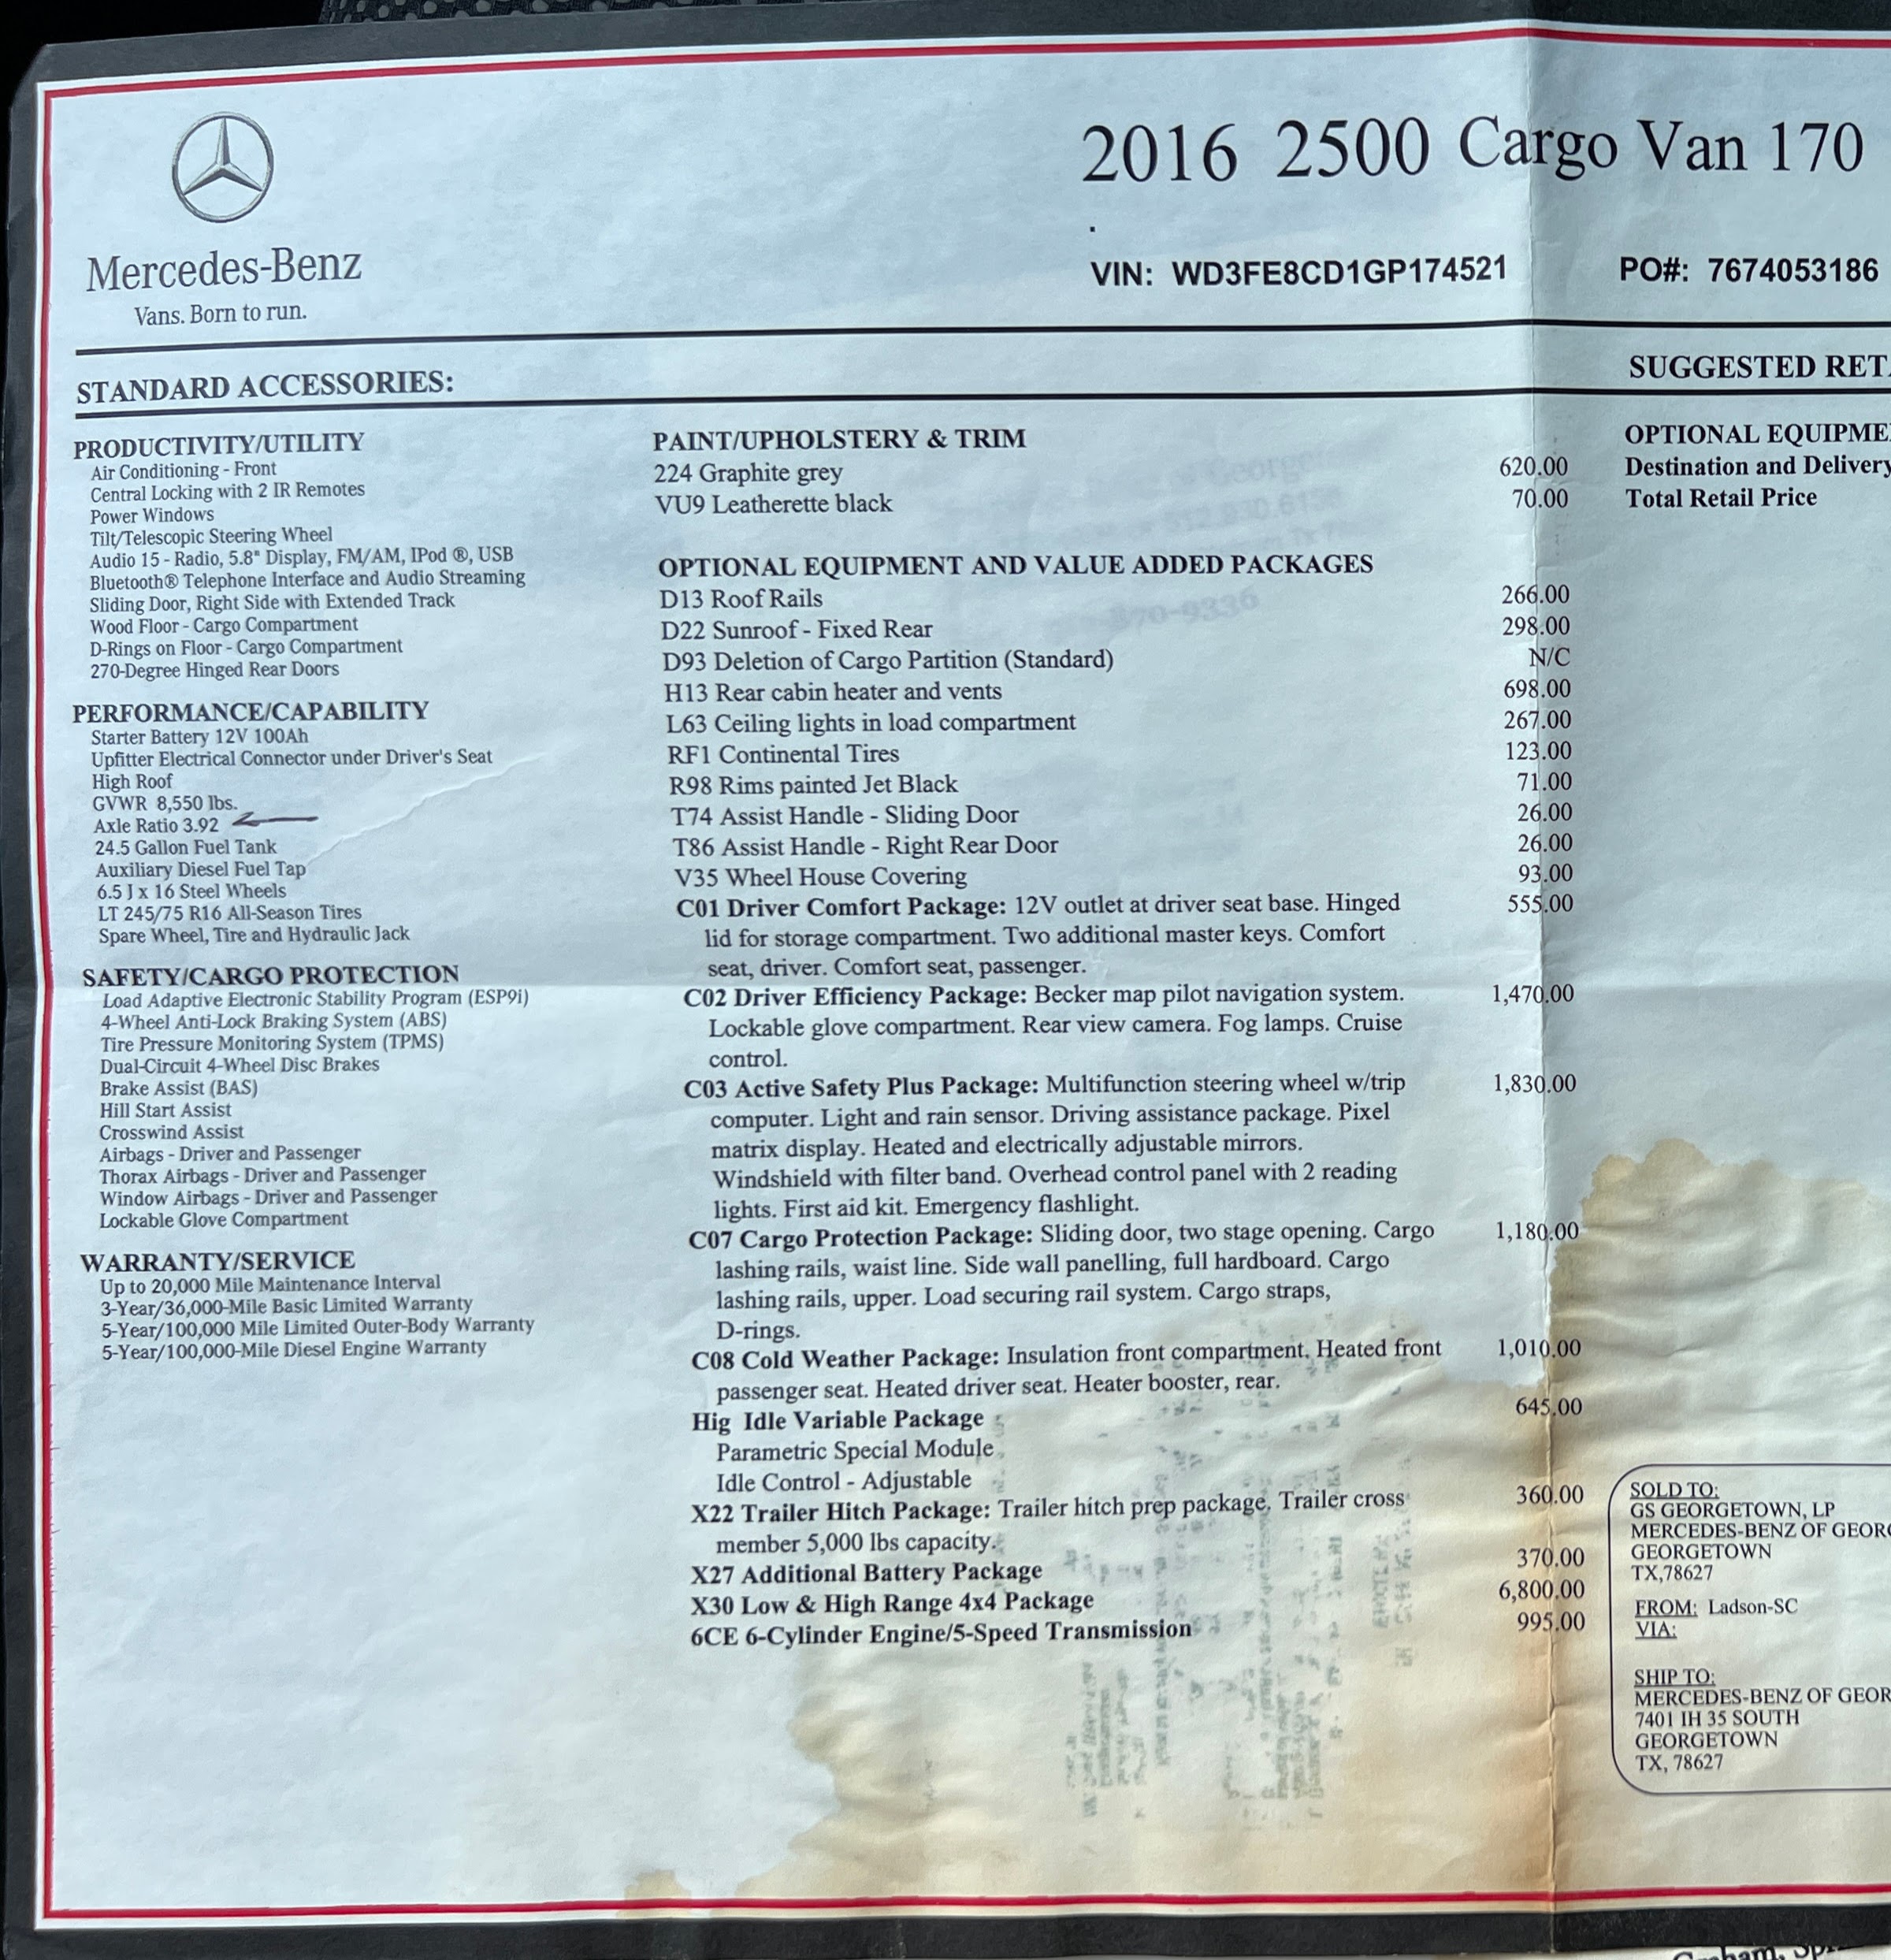 Mercedes-Benz
Vans. Born to run.
2016 2500 Cargo Van 170
VIN: WD3FE8CD1GP174521 PO#: 7674053186
STANDARD ACCESSORIES:
PRODUCTIVITY/UTILITY
Air Conditioning - Front
Central Locking with 2 IR Remotes
Power Windows
Tilt/Telescopic Steering Wheel
Audio 15 - Radio, 5.8" Display, FM/AM, IPod ®, USB
Bluetooth® Telephone Interface and Audio Streaming
Sliding Door, Right Side with Extended Track
Wood Floor - Cargo Compartment
D-Rings on Floor - Cargo Compartment
270-Degree Hinged Rear Doors
PERFORMANCE/CAPABILITY
Starter Battery 12V 100Ah
Upfitter Electrical Connector under Driver's Seat
High Roof
GVWR 8,550 lbs.
Axle Ratio 3.92
24.5 Gallon Fuel Tank
Auxiliary Diesel Fuel Tap
6.5 J x 16 Steel Wheels
LT 245/75 R16 All-Season Tires
Spare Wheel, Tire and Hydraulic Jack
SAFETY/CARGO PROTECTION
Load Adaptive Electronic Stability Program (ESP9i)
4-Wheel Anti-Lock Braking System (ABS)
Tire Pressure Monitoring System (TPMS)
Dual-Circuit 4-Wheel Disc Brakes
Brake Assist (BAS)
Hill Start Assist
Crosswind Assist
Airbags - Driver and Passenger
Thorax Airbags - Driver and Passenger
Window Airbags - Driver and Passenger
Lockable Glove Compartment
WARRANTY/SERVICE
Up to 20,000 Mile Maintenance Interval
3-Year/36,000-Mile Basic Limited Warranty
5-Year/100,000 Mile Limited Outer-Body Warranty
5-Year/100,000-Mile Diesel Engine Warranty
PAINT/UPHOLSTERY & TRIM
224 Graphite grey 620.00
VU9 Leatherette black 70.00
OPTIONAL EQUIPMENT AND VALUE ADDED PACKAGES
D13 Roof Rails 266.00
D22 Sunroof - Fixed Rear 298.00
D93 Deletion of Cargo Partition (Standard) N/C
H13 Rear cabin heater and vents 698.00
L63 Ceiling lights in load compartment 267.00
RF1 Continental Tires 123.00
R98 Rims painted Jet Black 71.00
T74 Assist Handle - Sliding Door 26.00
T86 Assist Handle - Right Rear Door 26.00
V35 Wheel House Covering 93.00
C01 Driver Comfort Package: 12V outlet at driver seat base. Hinged 555.00
lid for storage compartment. Two additional master keys. Comfort
seat, driver. Comfort seat, passenger.
C02 Driver Efficiency Package: Becker map pilot navigation system. 1,470.00
Lockable glove compartment. Rear view camera. Fog lamps. Cruise
control.
C03 Active Safety Plus Package: Multifunction steering wheel w/trip 1,830.00
computer. Light and rain sensor. Driving assistance package. Pixel
matrix display. Heated and electrically adjustable mirrors.
Windshield with filter band. Overhead control panel with 2 reading
lights. First aid kit. Emergency flashlight.
C07 Cargo Protection Package: Sliding door, two stage opening. Cargo 1,180.00
lashing rails, waist line. Side wall panelling, full hardboard. Cargo
lashing rails, upper. Load securing rail system. Cargo straps,
D-rings.
C08 Cold Weather Package: Insulation front compartment. Heated front 1,010.00
passenger seat. Heated driver seat. Heater booster, rear.
Hig Idle Variable Package 645.00
Parametric Special Module
Idle Control - Adjustable
X22 Trailer Hitch Package: Trailer hitch prep package. Trailer cross 360.00
member 5,000 lbs capacity.
X27 Additional Battery Package 370.00
X30 Low & High Range 4x4 Package 6,800.00
6CE 6-Cylinder Engine/5-Speed Transmission 995.00
SUGGESTED RETA
OPTIONAL EQUIPME
Destination and Delivery
Total Retail Price
SOLD TO:
GS GEORGETOWN, LP
MERCEDES-BENZ OF GEORG
GEORGETOWN
TX,78627
FROM: Ladson-SC
VIA:
SHIP TO:
MERCEDES-BENZ OF GEOR
7401 IH 35 SOUTH
GEORGETOWN
TX, 78627